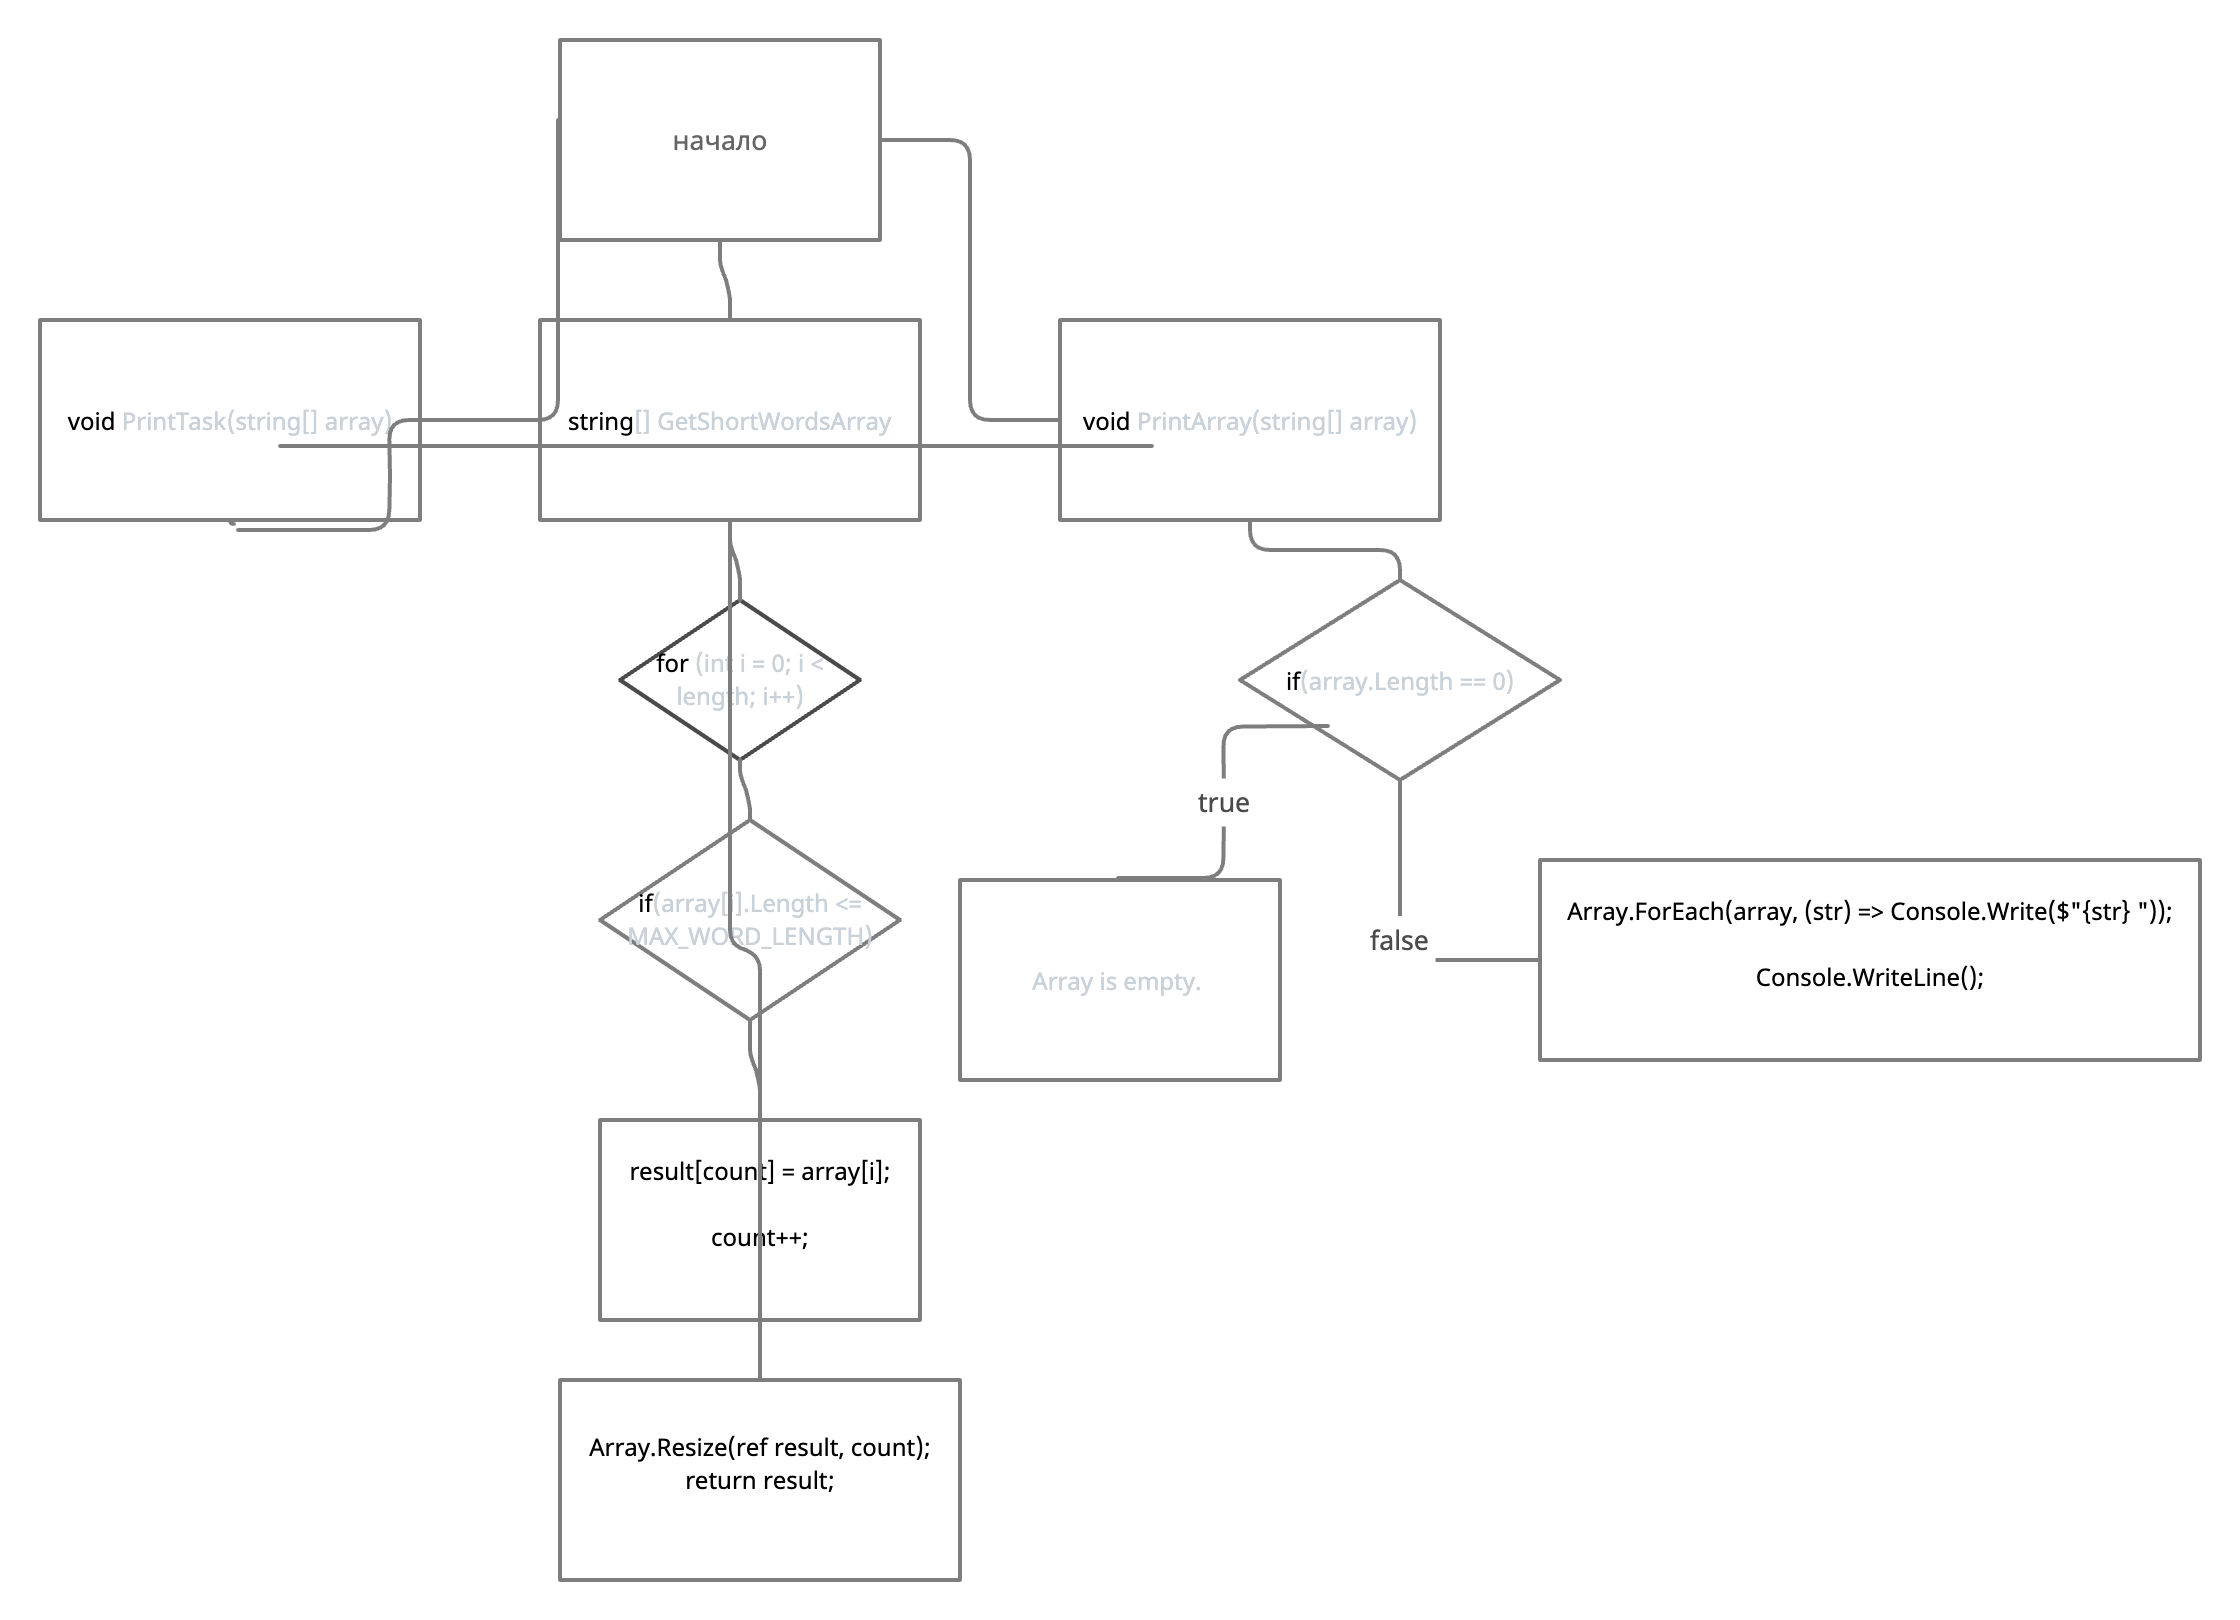 начало
void PrintTask(string[] array)
string[] GetShortWordsArray
void PrintArray(string[] array)
for (int i = 0; i <
length; i++)
if(array.Length == 0)
true
if(array[i].Length <=
MAX_WORD_LENGTH)
false
Array.ForEach(array, (str) => Console.Write($"{str} "));
Console.WriteLine();
Array is empty.
result[count] = array[i];
count++;
Array.Resize(ref result, count);
return result;